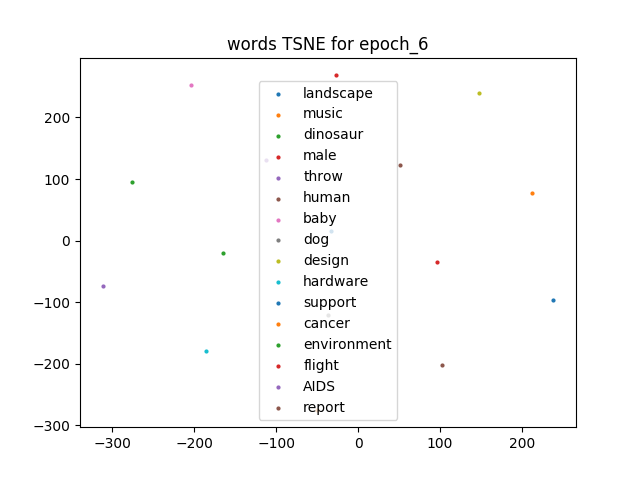 words TSNE for epoch_6
landscape
music
dinosaur
male
throw
human
baby
dog
design
hardware
support
cancer
environment
flight
AIDS
report
200
100
0
−100
−200
−300
−300 −200 −100 0 100 200